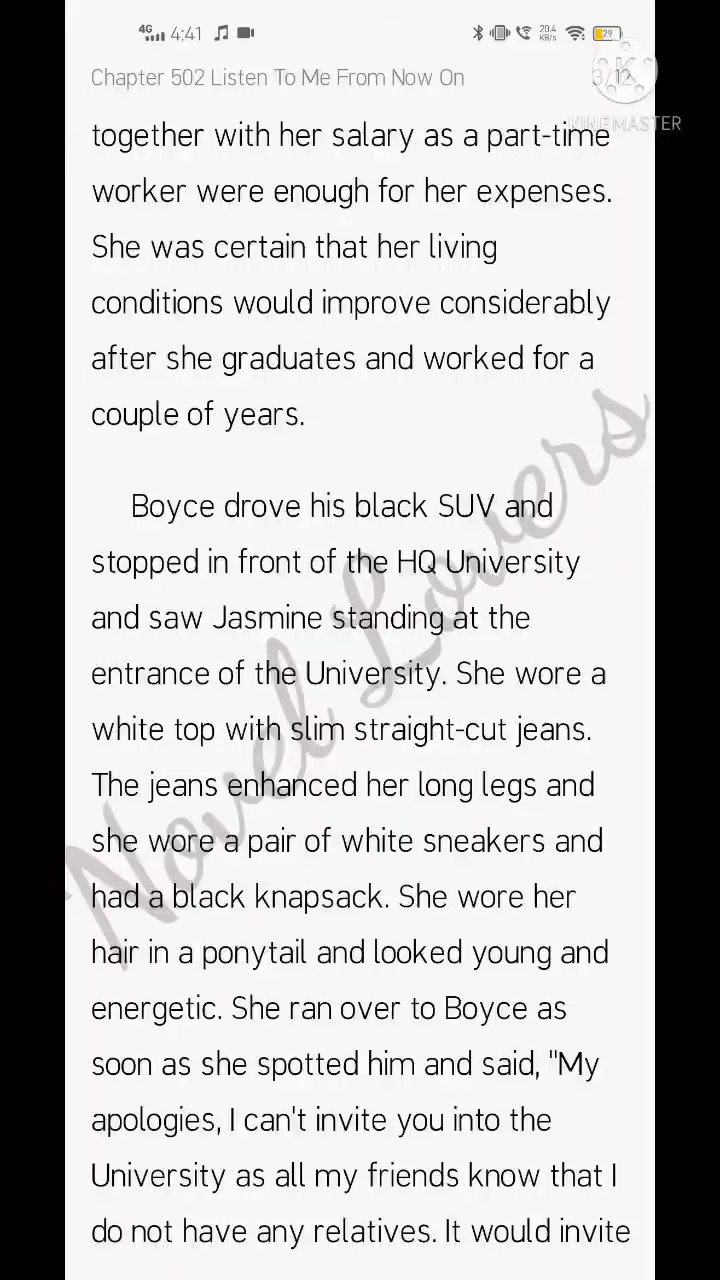 4G 4:41 20.4 KB/s 29
Chapter 502 Listen To Me From Now On 3/12
KINEMASTER
together with her salary as a part-time
worker were enough for her expenses.
She was certain that her living
conditions would improve considerably
after she graduates and worked for a
couple of years.
Boyce drove his black SUV and
stopped in front of the HQ University
and saw Jasmine standing at the
entrance of the University. She wore a
white top with slim straight-cut jeans.
The jeans enhanced her long legs and
she wore a pair of white sneakers and
had a black knapsack. She wore her
hair in a ponytail and looked young and
energetic. She ran over to Boyce as
soon as she spotted him and said, "My
apologies, I can't invite you into the
University as all my friends know that I
do not have any relatives. It would invite
Novel Lovers